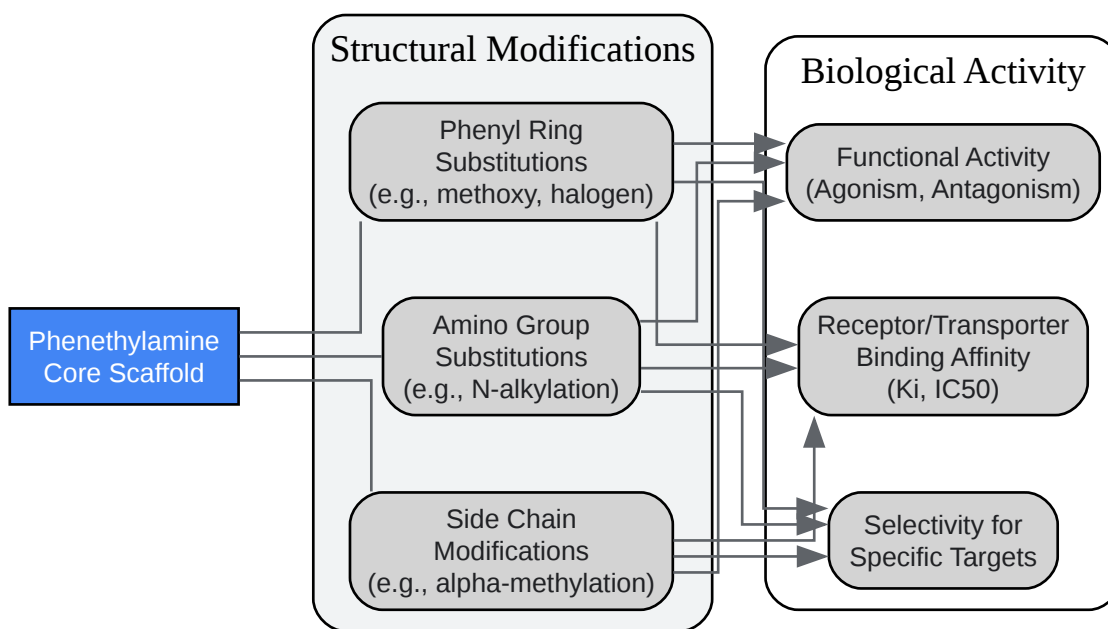 Structural Modifications
Biological Activity
Phenethylamine
Core Scaffold
Phenyl Ring
Substitutions
(e.g., methoxy, halogen)
Amino Group
Substitutions
(e.g., N-alkylation)
Side Chain
Modifications
(e.g., alpha-methylation)
Functional Activity
(Agonism, Antagonism)
Receptor/Transporter
Binding Affinity
(Ki, IC50)
Selectivity for
Specific Targets